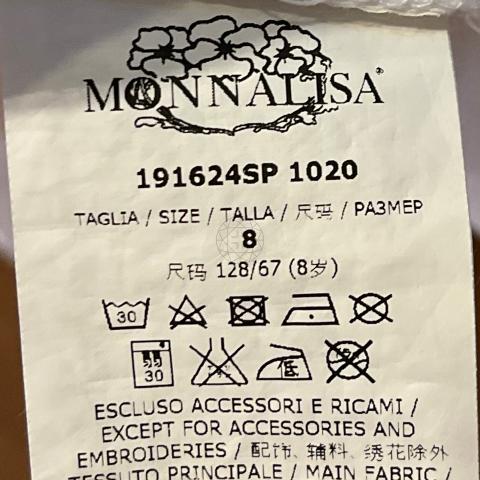 MONNALISA®
191624SP 1020
TAGLIA / SIZE / TALLA / 尺码 / РАЗМЕР
8
尺码 128/67 (8岁)
30
弱
30
低
ESCLUSO ACCESSORI E RICAMI /
EXCEPT FOR ACCESSORIES AND
EMBROIDERIES / 配饰、辅料、绣花除外
TESSUTO PRINCIPALE / MAIN FABRIC /